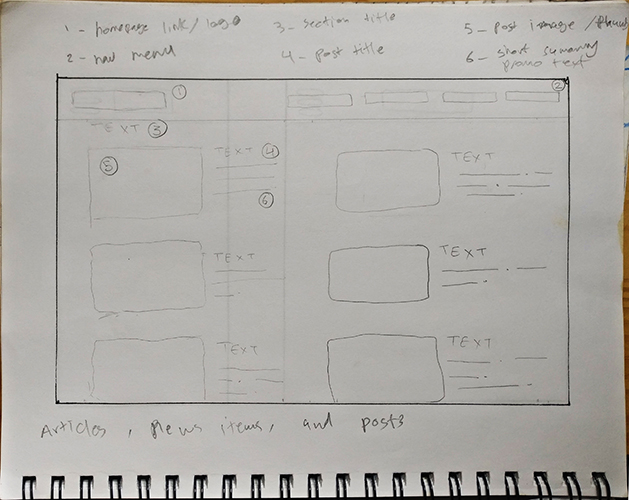 1 - homepage link / logo
3 - section title
5 - Post image /
2 - nav menu
4 - Post title
6 - short summary
promo text
1
2
TEXT 3
5
TEXT 4
TEXT
6
TEXT
TEXT
TEXT
TEXT
Articles, News items, and posts